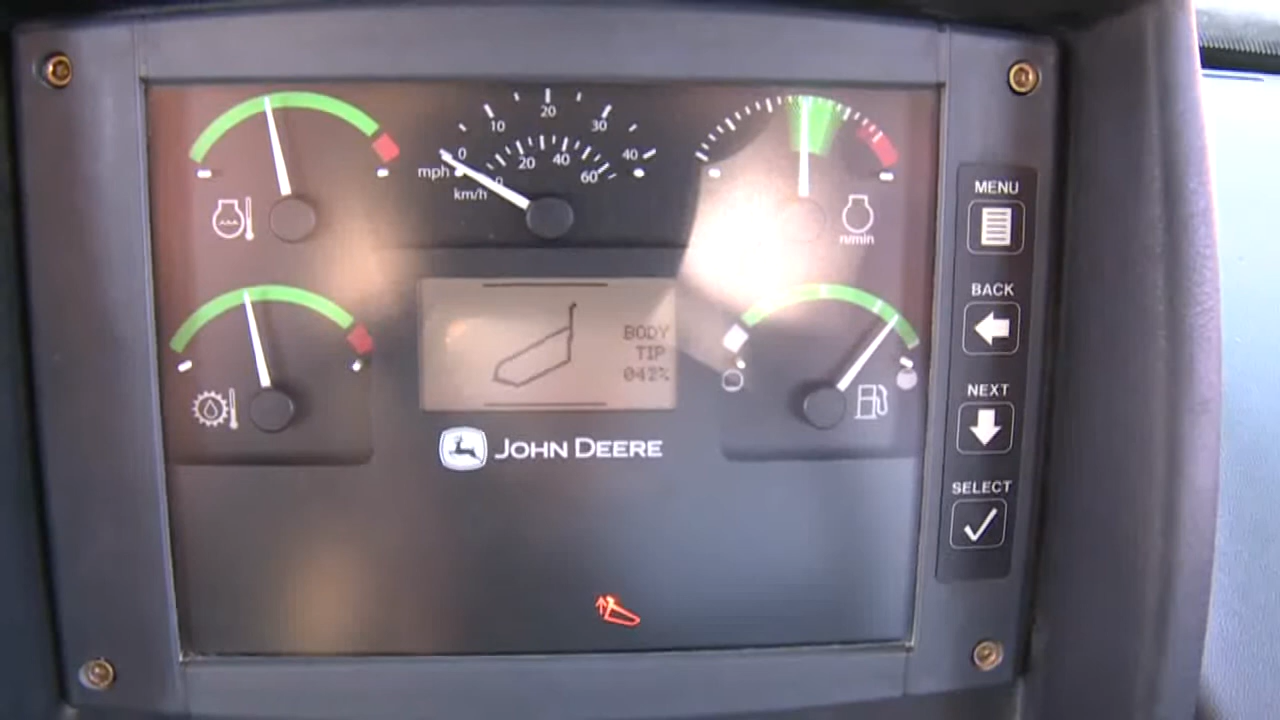 10
20
30
0
40
20
40
60
0
mph
km/h
n/min
MENU
BACK
NEXT
SELECT
BODY
TIP
042%
JOHN DEERE